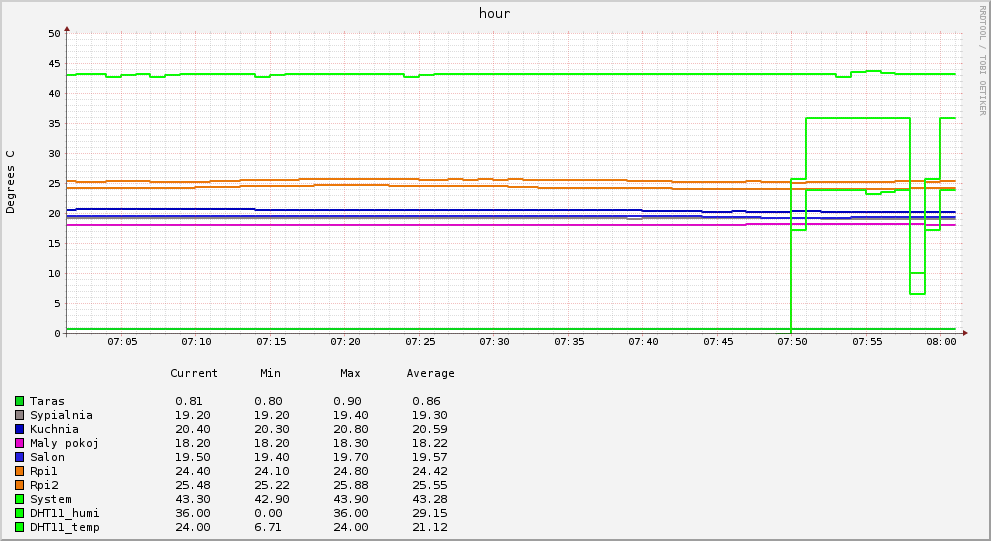 hour
RRDTOOL / TOBI OETIKER
Degrees C
50
45
40
35
30
25
20
15
10
5
0
07:05 07:10 07:15 07:20 07:25 07:30 07:35 07:40 07:45 07:50 07:55 08:00
Current Min Max Average
Taras 0.81 0.80 0.90 0.86
Sypialnia 19.20 19.20 19.40 19.30
Kuchnia 20.40 20.30 20.80 20.59
Maly pokoj 18.20 18.20 18.30 18.22
Salon 19.50 19.40 19.70 19.57
Rpi1 24.40 24.10 24.80 24.42
Rpi2 25.48 25.22 25.88 25.55
System 43.30 42.90 43.90 43.28
DHT11_humi 36.00 0.00 36.00 29.15
DHT11_temp 24.00 6.71 24.00 21.12